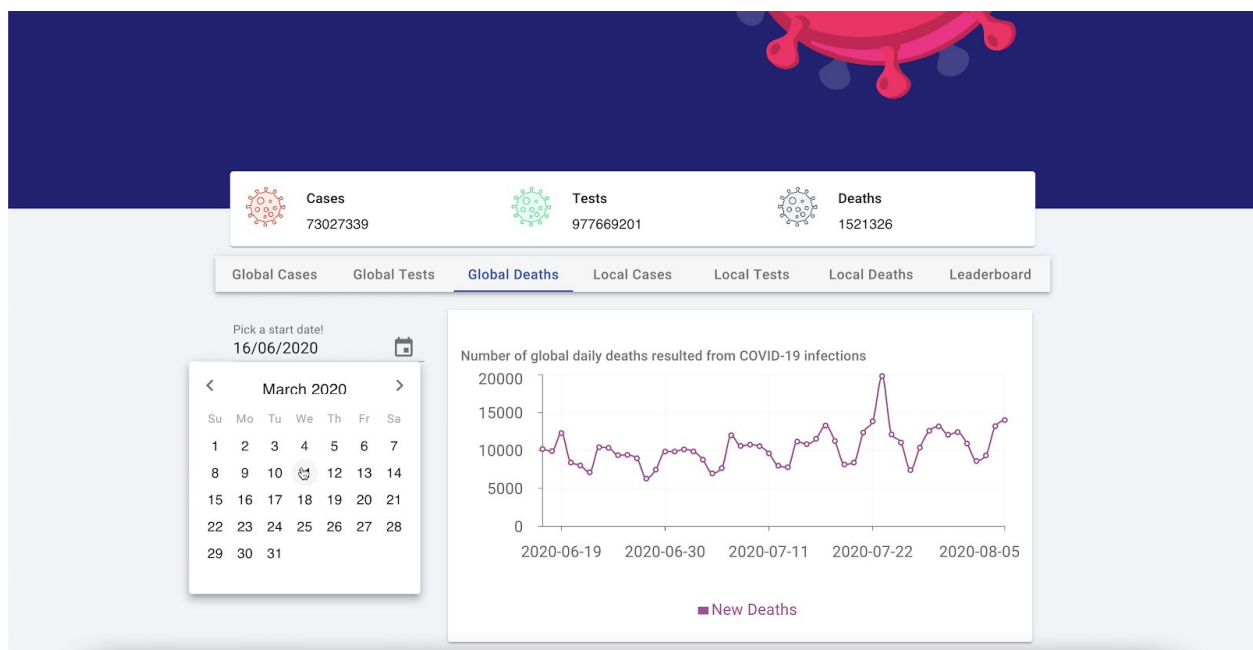 Cases
73027339
Tests
977669201
Deaths
1521326
Global Cases Global Tests Global Deaths Local Cases Local Tests Local Deaths Leaderboard
Pick a start date!
16/06/2020
March 2020
Su Mo Tu We Th Fr Sa
1 2 3 4 5 6 7
8 9 10 12 13 14
15 16 17 18 19 20 21
22 23 24 25 26 27 28
29 30 31
Number of global daily deaths resulted from COVID-19 infections
20000
15000
10000
5000
0
2020-06-19 2020-06-30 2020-07-11 2020-07-22 2020-08-05
New Deaths